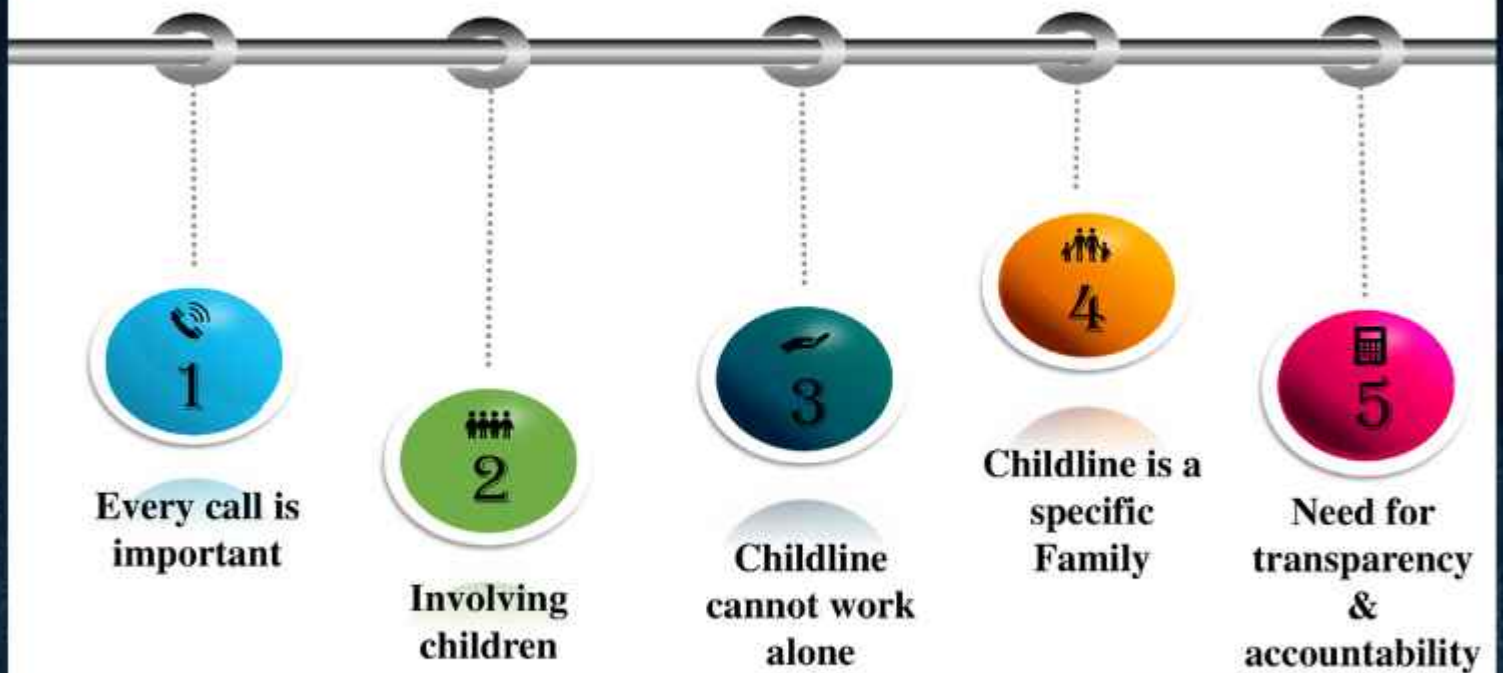 1
Every call is
important
2
Involving
children
3
Childline
cannot work
alone
4
Childline is a
specific
Family
5
Need for
transparency
&
accountability